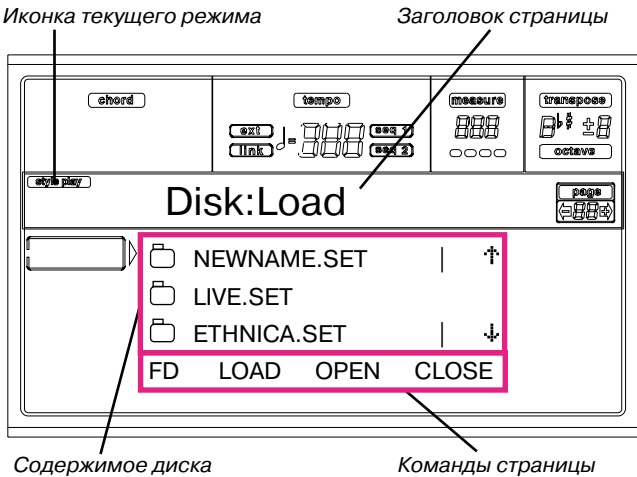 Иконка текущего режима
Заголовок страницы
chord
tempo
measure
transpose
ext
link
=
seq 1
seq 2
♭♯ +
octave
style play
Disk:Load
page
NEWNAME.SET
LIVE.SET
ETHNICA.SET
FD LOAD OPEN CLOSE
Содержимое диска
Команды страницы